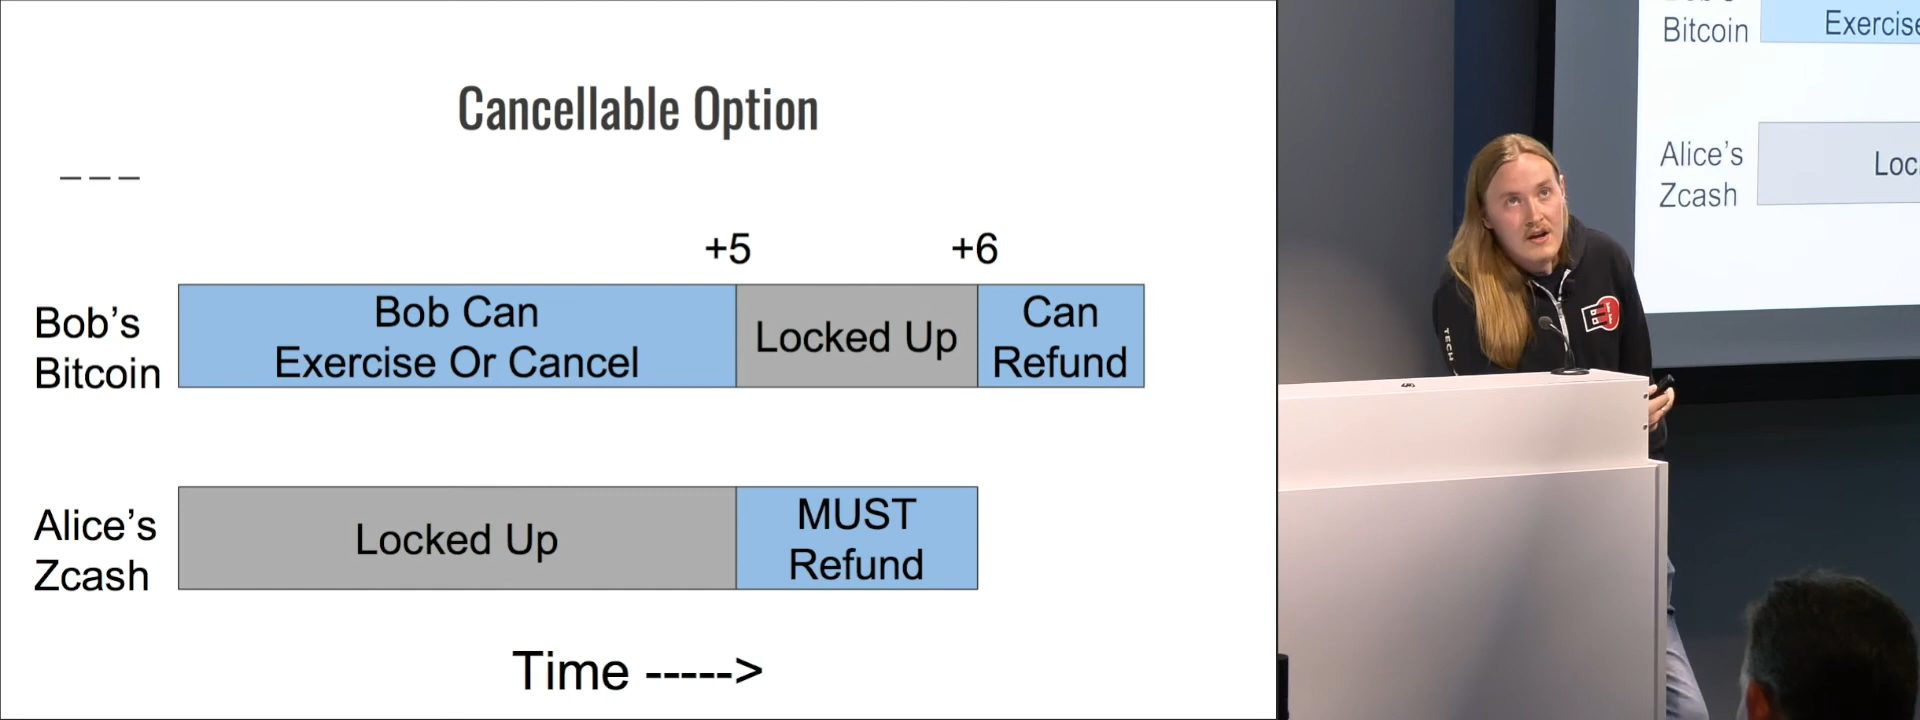 Cancellable Option
+5
+6
Bob's
Bitcoin
Bob Can
Exercise Or Cancel
Locked Up
Can
Refund
Alice's
Zcash
Locked Up
MUST
Refund
Time ----->
Bitcoin
Exercise
Alice's
Zcash
Loc
TECH